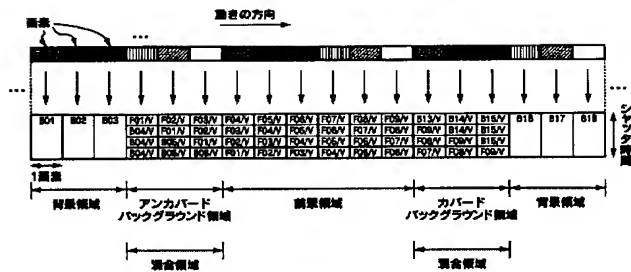 動きの方向
画素
…
… …
B01 B02 B03 F01/V F02/V F03/V F04/V F05/V F06/V F07/V F08/V F09/V B13/V B14/V B15/V B16 B17 B18
B04/V F01/V F02/V F03/V F04/V F05/V F06/V F07/V F08/V F09/V B14/V B15/V
B04/V B05/V F01/V F02/V F03/V F04/V F05/V F06/V F07/V F08/V F09/V B15/V
B04/V B05/V B06/V F01/V F02/V F03/V F04/V F05/V F06/V F07/V F08/V F09/V
シャッタ時間
1画素
背景領域 アンカバード 前景領域 カバード 背景領域
バックグラウンド領域 バックグラウンド領域
混合領域 混合領域